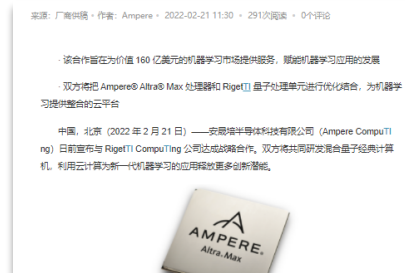 来源：厂商供稿 • 作者：Ampere • 2022-02-21 11:30 • 291次阅读 • 0个评论
· 该合作旨在为价值 160 亿美元的机器学习市场提供服务，赋能机器学习应用的发展
· 双方将把 Ampere® Altra® Max 处理器和 RigetTI 量子处理单元进行优化结合，为机器学
习提供整合的云平台
中国，北京（2022 年 2 月 21 日）——安晟培半导体科技有限公司（Ampere CompuTI
ng）日前宣布与 RigetTI CompuTIng 公司达成战略合作。双方将共同研发混合量子经典计算
机，利用云计算为新一代机器学习的应用释放更多创新潜能。
AMPERE.
Altra.Max